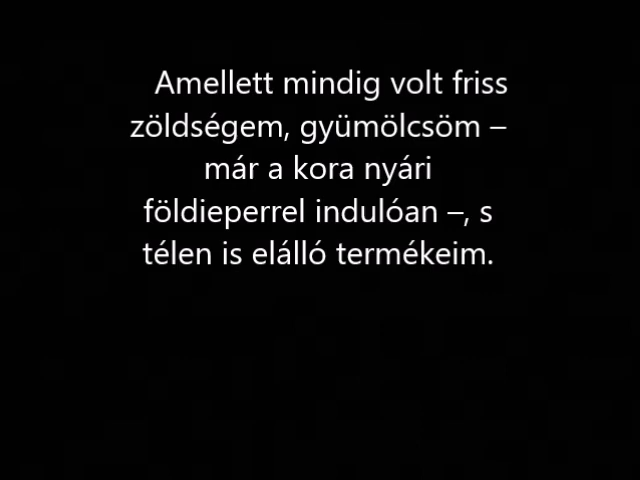 Amellett mindig volt friss
zöldségem, gyümölcsöm –
már a kora nyári
földieperrel indulóan –, s
télen is elálló termékeim.